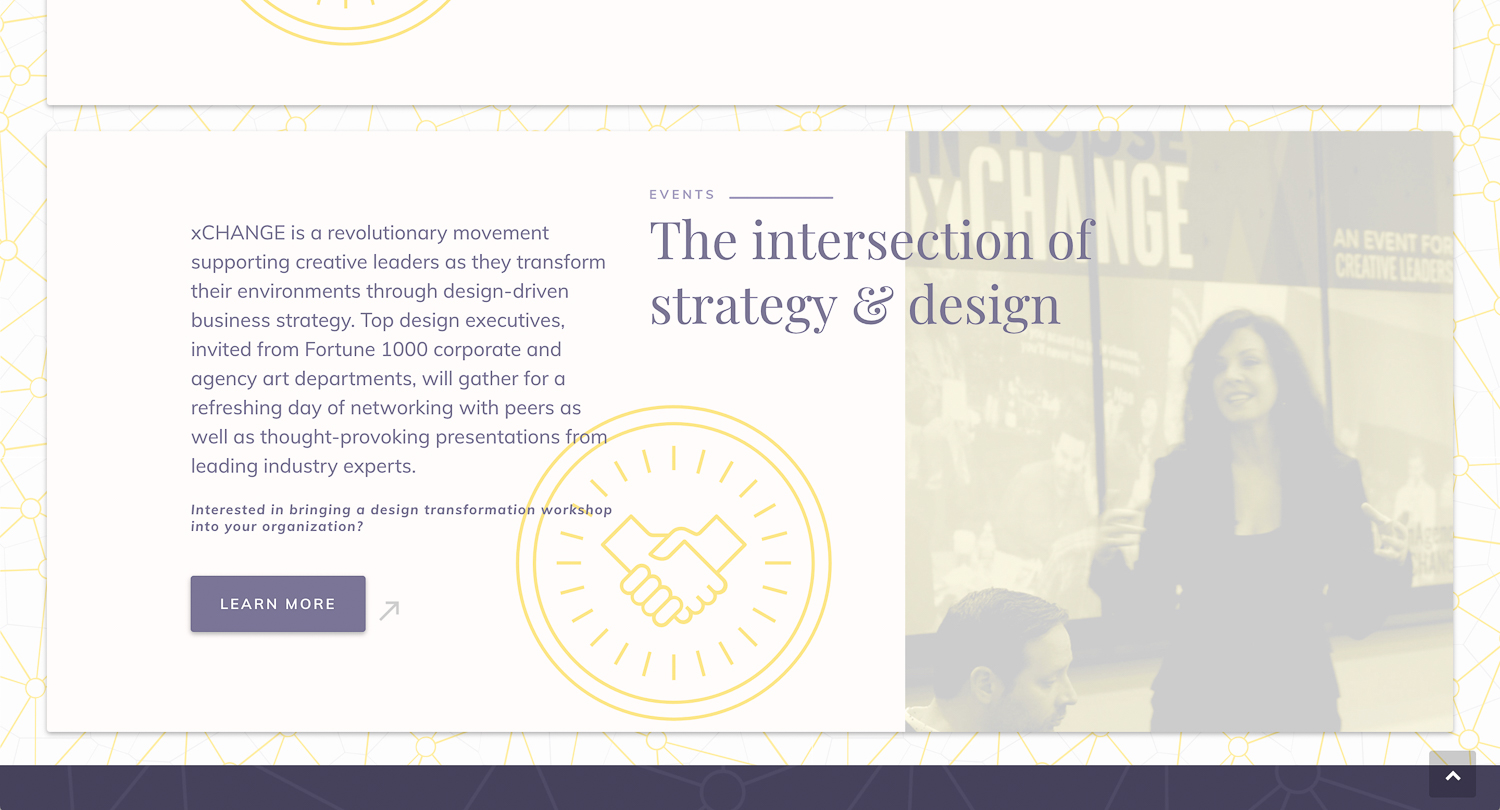 EVENTS
The intersection of
strategy & design
xCHANGE is a revolutionary movement
supporting creative leaders as they transform
their environments through design-driven
business strategy. Top design executives,
invited from Fortune 1000 corporate and
agency art departments, will gather for a
refreshing day of networking with peers as
well as thought-provoking presentations from
leading industry experts.
Interested in bringing a design transformation workshop
into your organization?
LEARN MORE
IN HOUSE
xCHANGE
AN EVENT FOR
CREATIVE LEADERS